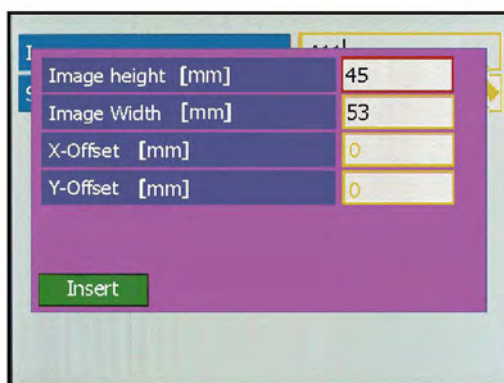 Image height [mm] 45
Image Width [mm] 53
X-Offset [mm] 0
Y-Offset [mm] 0
Insert